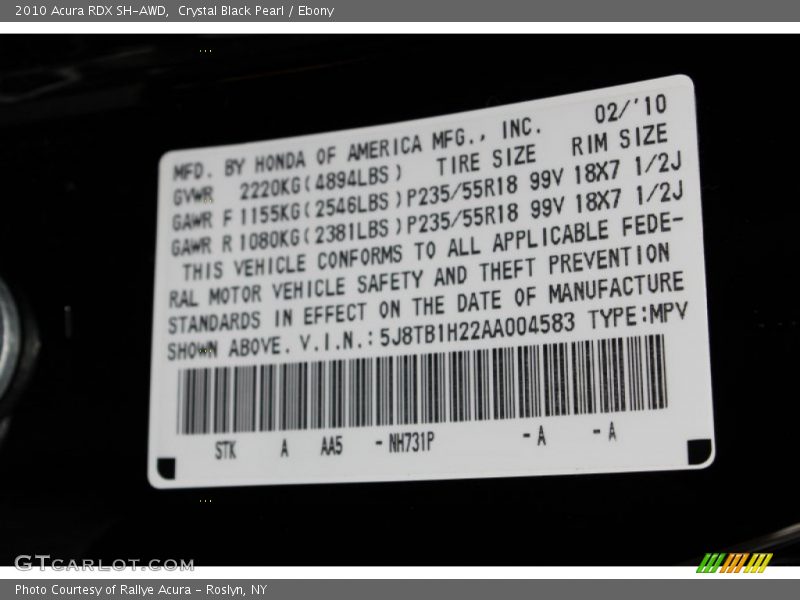 2010 Acura RDX SH-AWD,  Crystal Black Pearl / Ebony
MFD. BY HONDA OF AMERICA MFG., INC. 02/'10
GVWR 2220KG(4894LBS) TIRE SIZE RIM SIZE
GAWR F 1155KG(2546LBS)P235/55R18 99V 18X7 1/2J
GAWR R 1080KG(2381LBS)P235/55R18 99V 18X7 1/2J
THIS VEHICLE CONFORMS TO ALL APPLICABLE FEDE-
RAL MOTOR VEHICLE SAFETY AND THEFT PREVENTION
STANDARDS IN EFFECT ON THE DATE OF MANUFACTURE
SHOWN ABOVE. V.I.N.:5J8TB1H22AA004583 TYPE:MPV
STK A AA5 -NH731P -A -A
GTCARLOT.COM
Photo Courtesy of Rallye Acura - Roslyn, NY